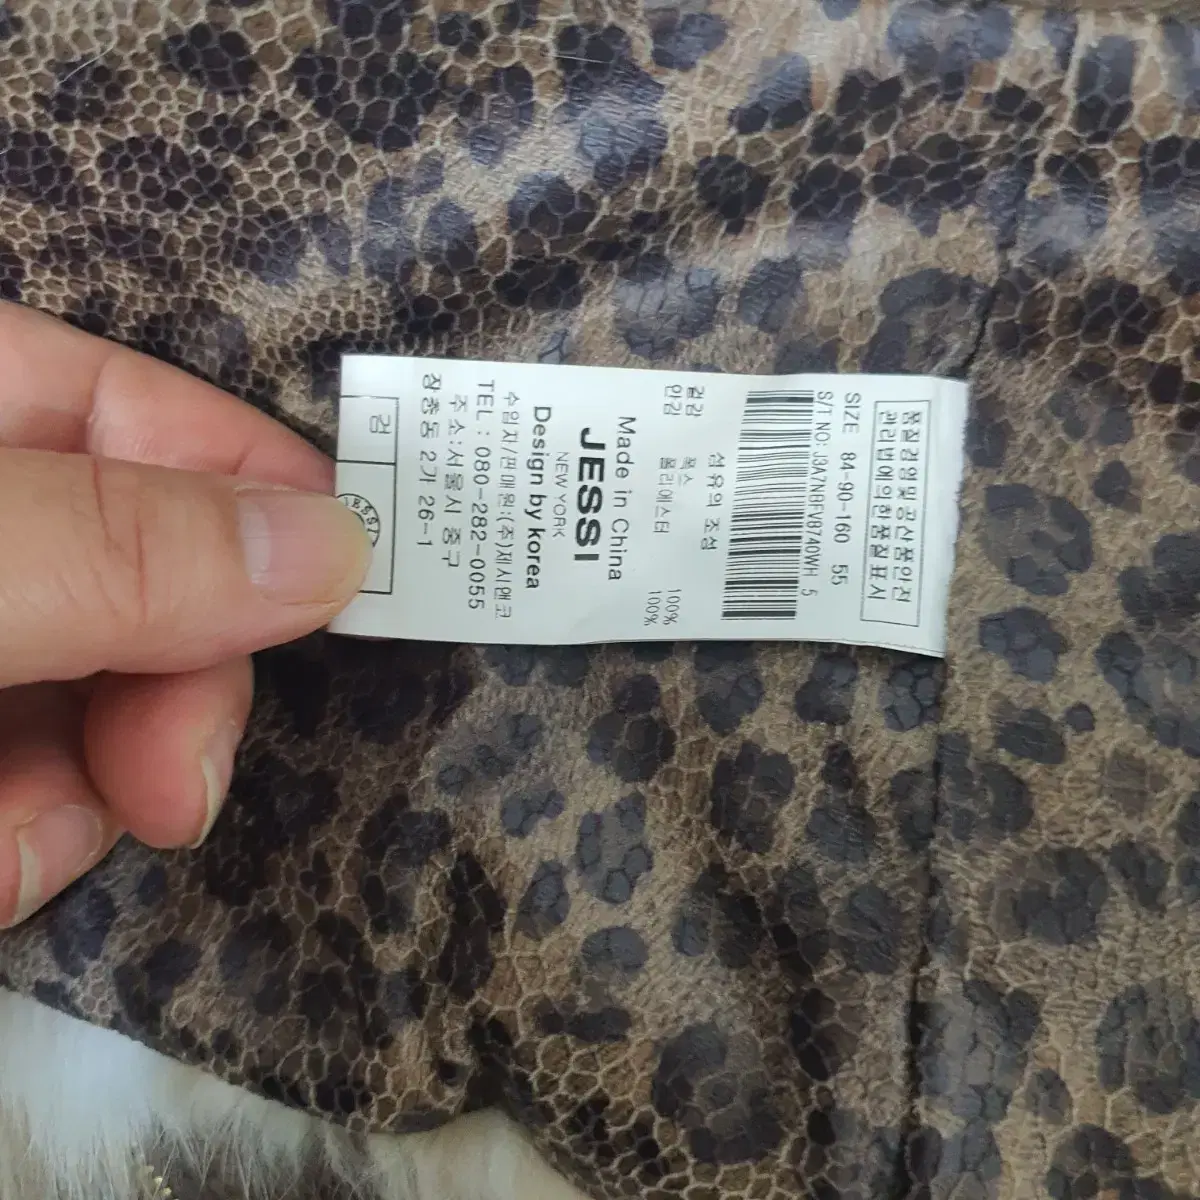 품질경영및공산품안전
관리법에의한품질표시
SIZE 84-90-160 55
S/T NO: J3A7NBFV8740WH 5
섬유의 조성
겉감 폭스 100%
안감 폴리에스터 100%
Made in China
JESSI
NEW YORK
Design by korea
수입자/판매원:(주)제시앤코
TEL : 080-282-0055
주소:서울시 중구
장충동 2가 26-1
검